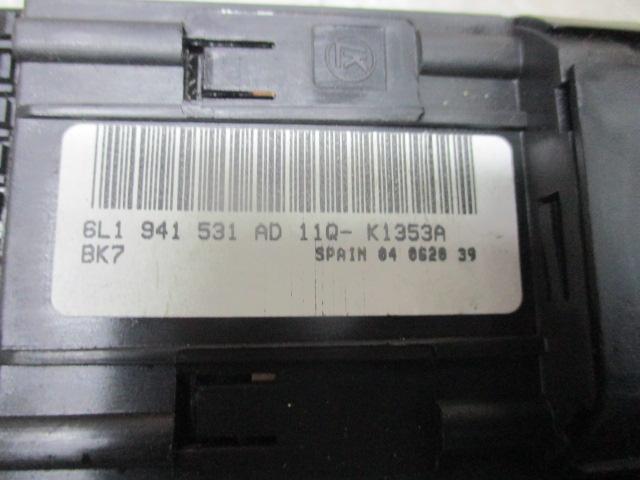 6L1 941 531 AD 11Q- K1353A
BK7 SPAIN 04 0620 39